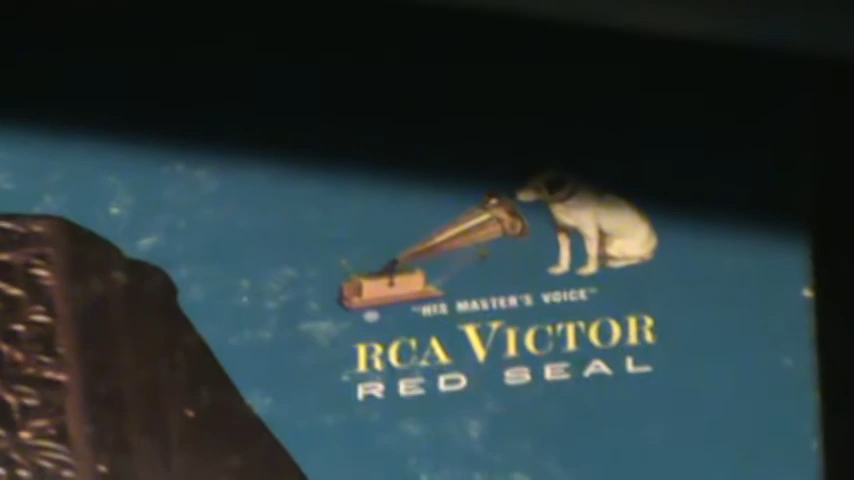 "HIS MASTER'S VOICE"
RCA VICTOR
RED SEAL